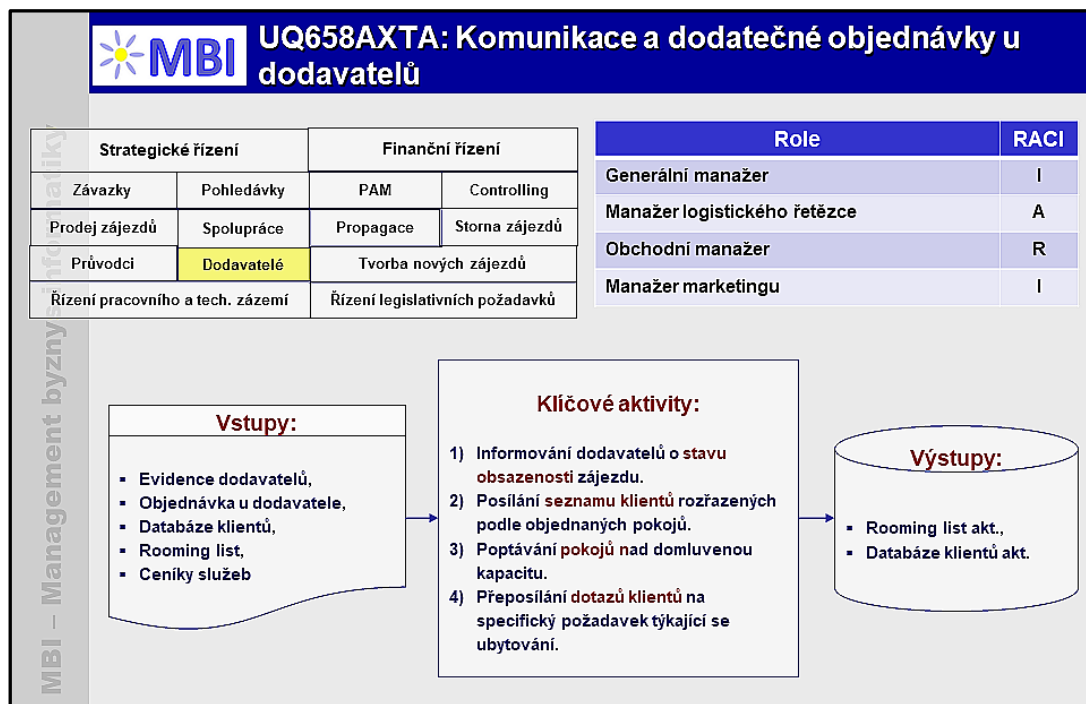 MBI
UQ658AXTA: Komunikace a dodatečné objednávky u
dodavatelů
MBI – Management byznys informatiky
Strategické řízení
Finanční řízení
Závazky
Pohledávky
PAM
Controlling
Prodej zájezdů
Spolupráce
Propagace
Storna zájezdů
Průvodci
Dodavatelé
Tvorba nových zájezdů
Řízení pracovního a tech. zázemí
Řízení legislativních požadavků
Role RACI
Generální manažer I
Manažer logistického řetězce A
Obchodní manažer R
Manažer marketingu I
Vstupy:
▪ Evidence dodavatelů,
▪ Objednávka u dodavatele,
▪ Databáze klientů,
▪ Rooming list,
▪ Ceníky služeb
Klíčové aktivity:
1) Informování dodavatelů o stavu
obsazenosti zájezdu.
2) Posílání seznamu klientů rozřazených
podle objednaných pokojů.
3) Poptávání pokojů nad domluvenou
kapacitu.
4) Přeposílání dotazů klientů na
specifický požadavek týkající se
ubytování.
Výstupy:
▪ Rooming list akt.,
▪ Databáze klientů akt.